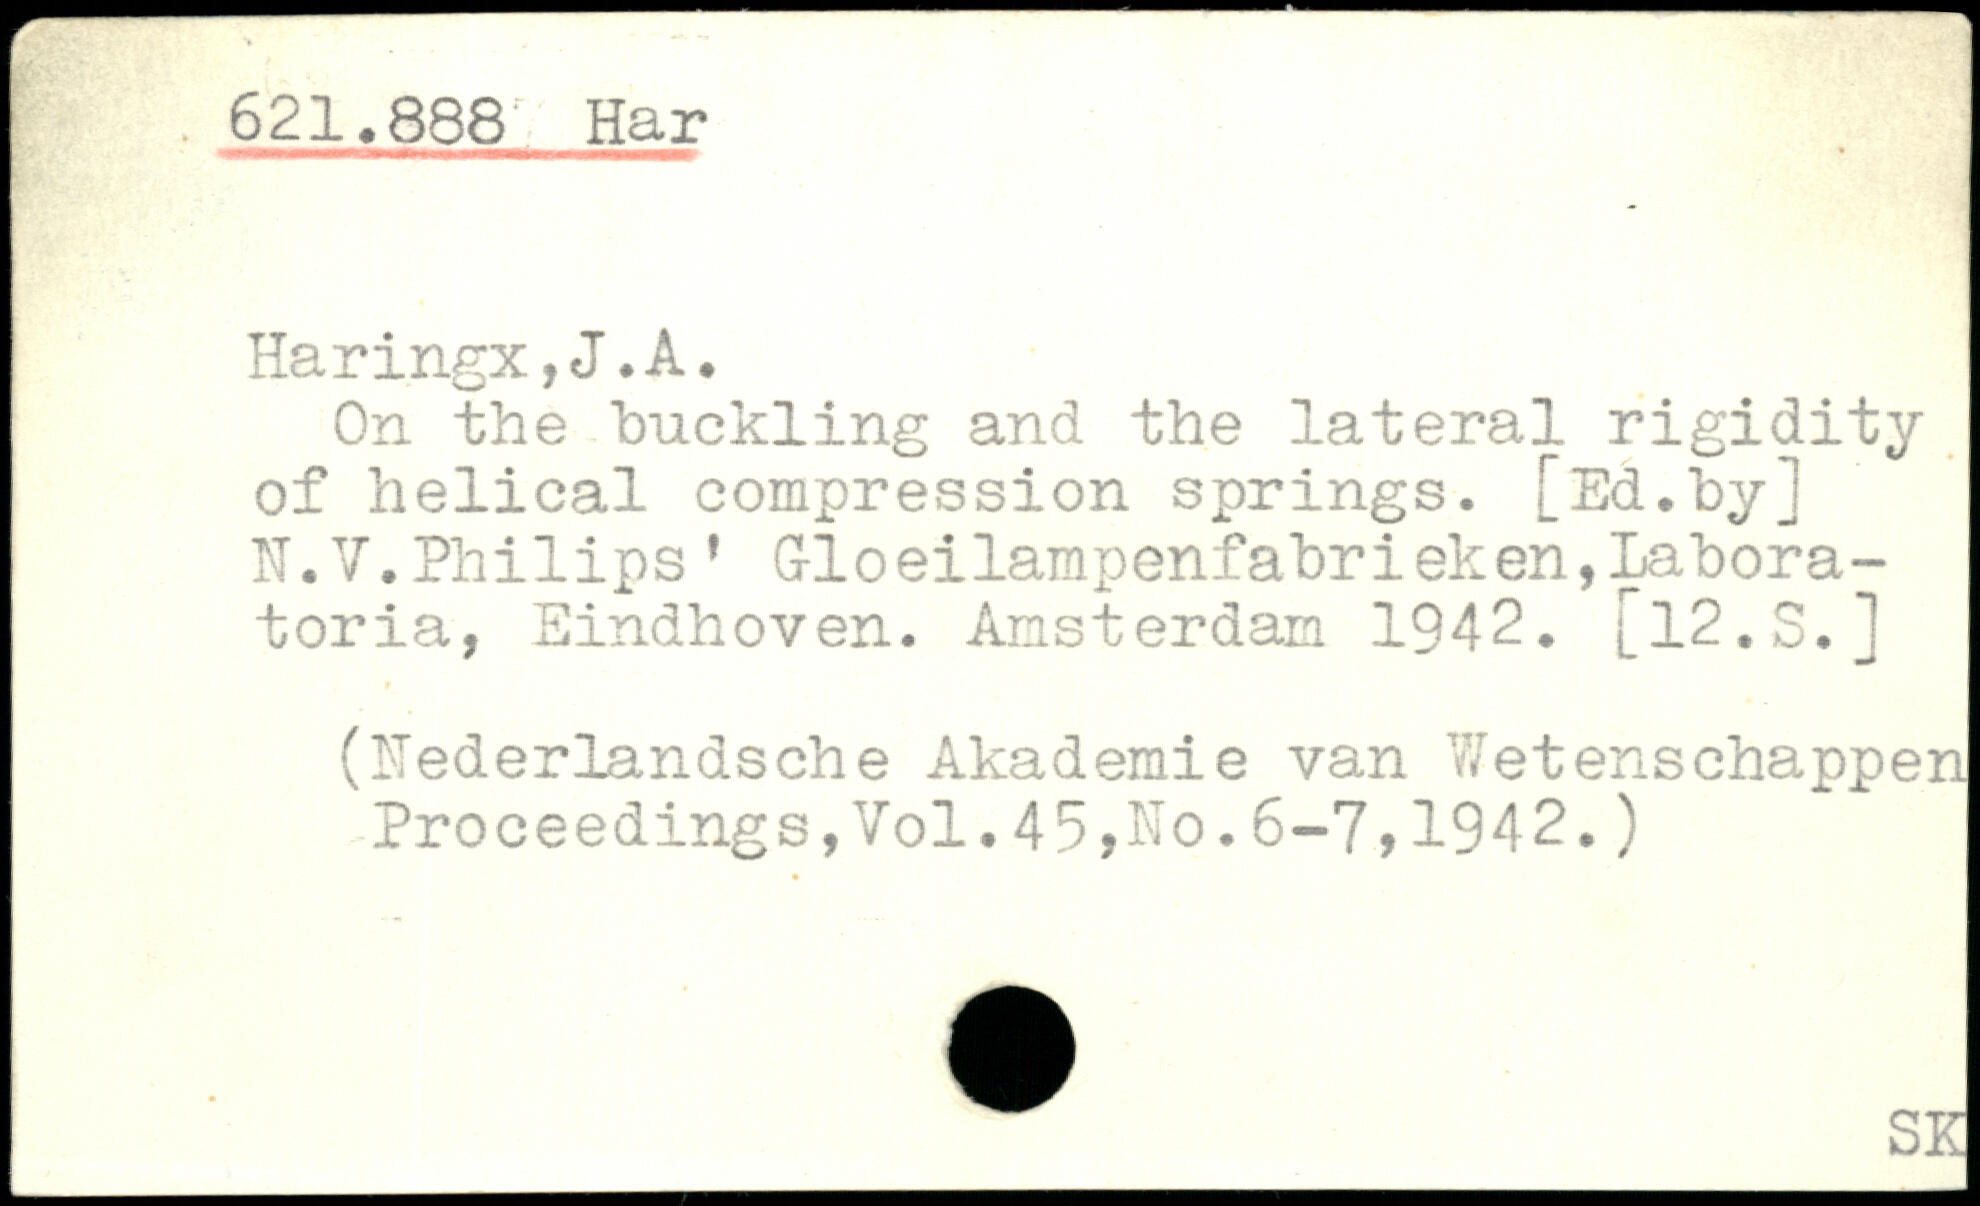 621.888 Har
Haringx,J.A.
On the buckling and the lateral rigidity
of helical compression springs. [Ed.by]
N.V.Philips' Gloeilampenfabrieken,Labora-
toria, Eindhoven. Amsterdam 1942. [12.S.]
(Nederlandsche Akademie van Wetenschappen
Proceedings,Vol.45,No.6-7,1942.)
SK